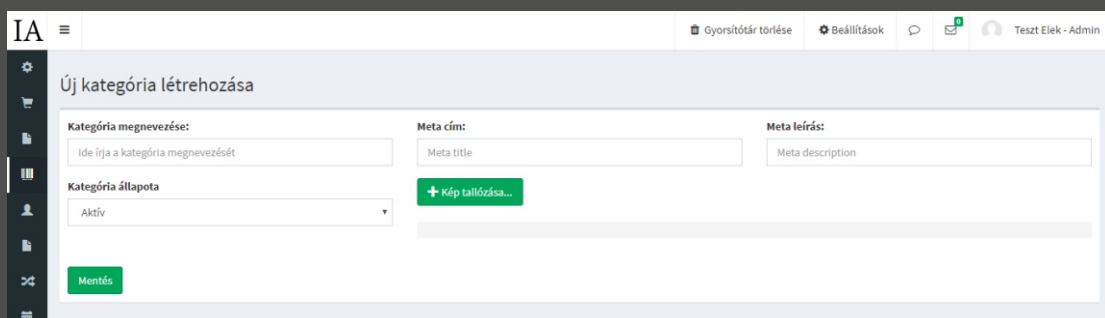 IA
Gyorsítótár törlése Beállítások 0 Teszt Elek - Admin
Új kategória létrehozása
Kategória megnevezése: Meta cím: Meta leírás:
Ide írja a kategória megnevezését Meta title Meta description
Kategória állapota
Kép tallózása...
Aktív
Mentés